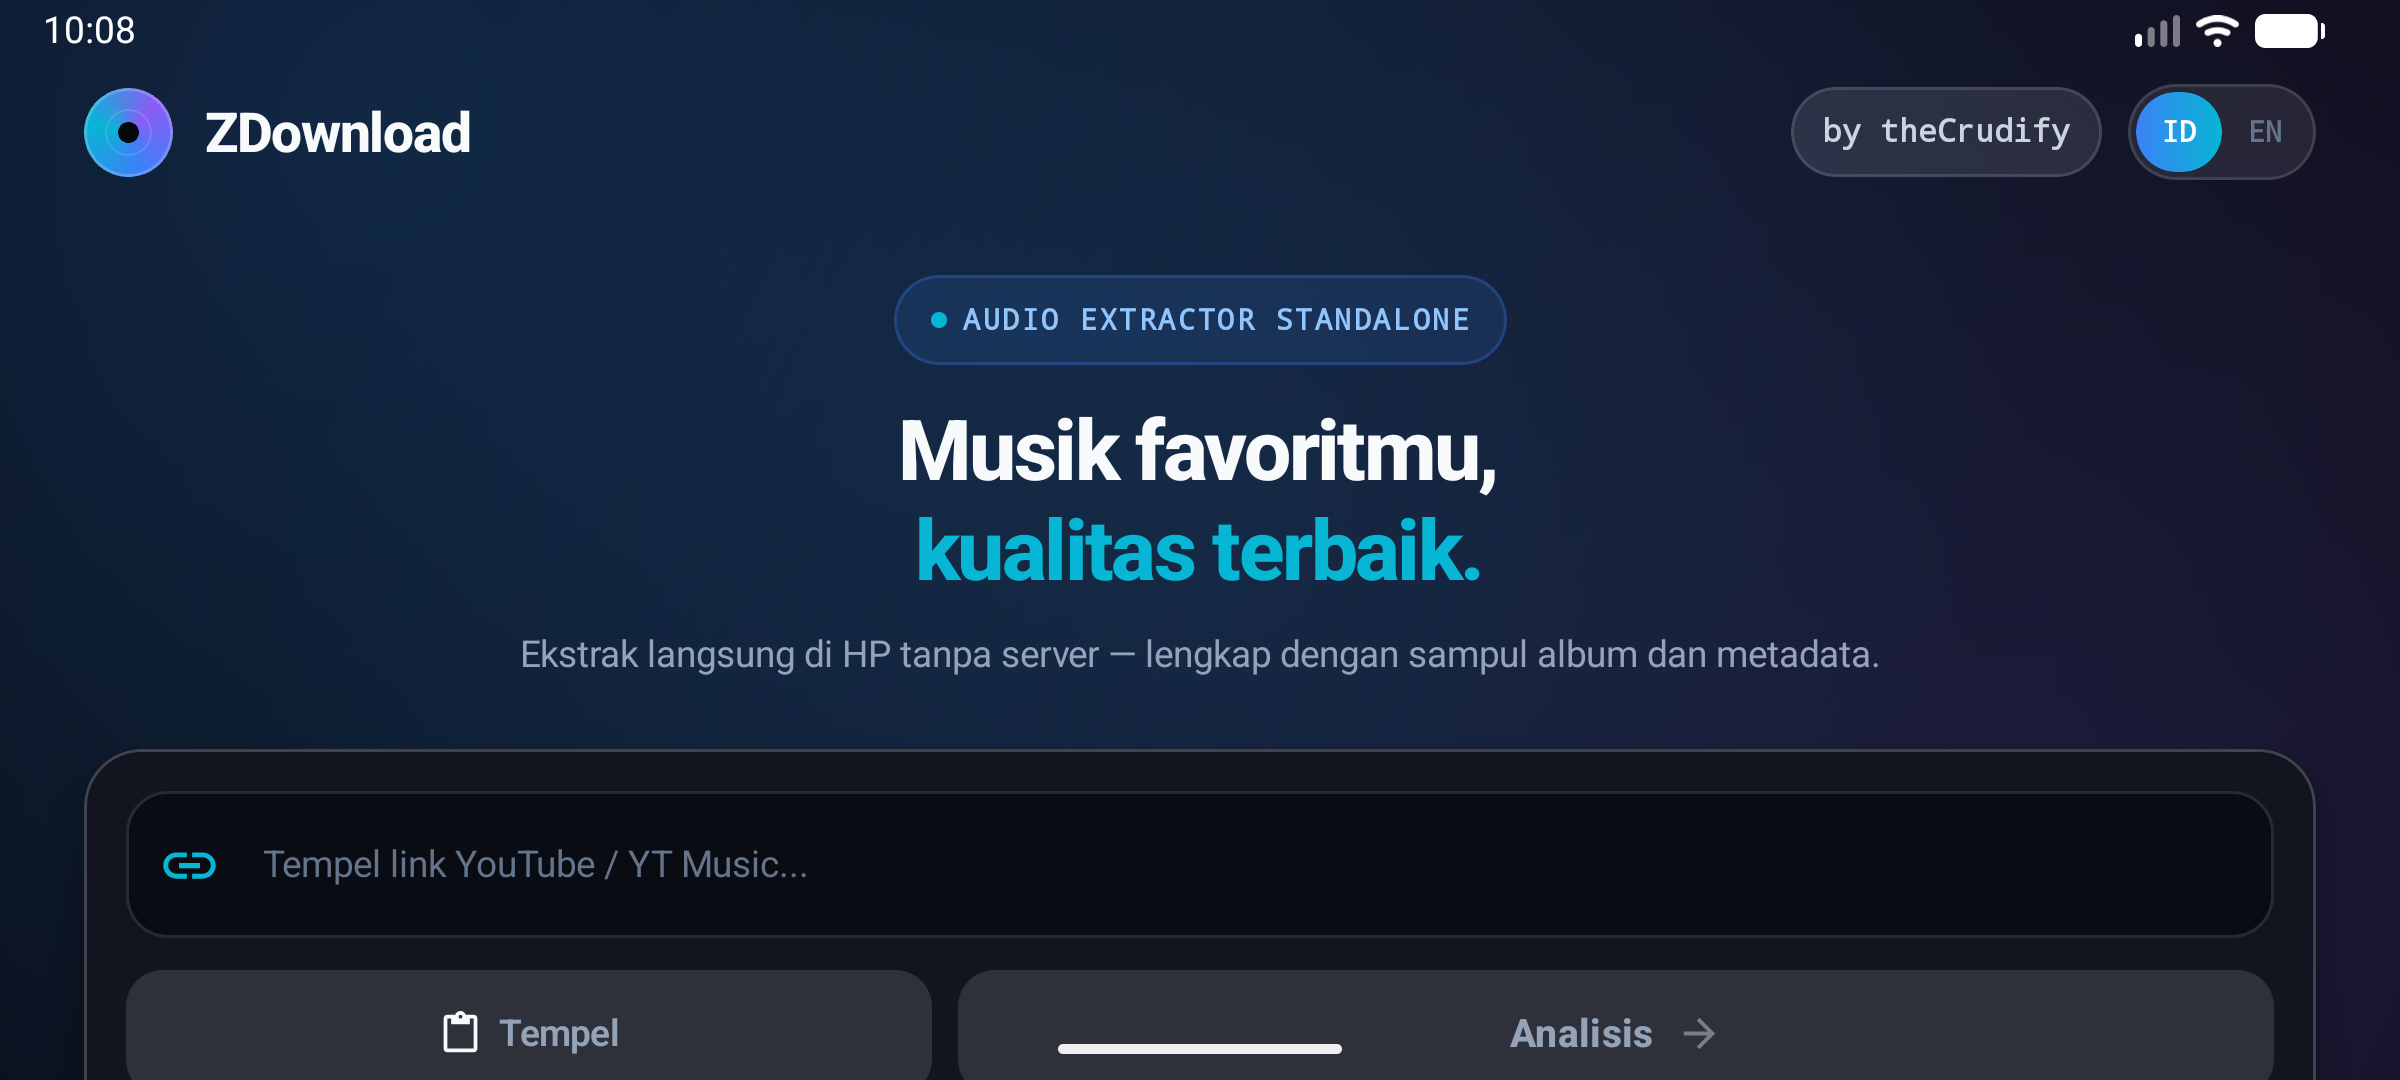 10:08
ZDownload
by theCrudify
ID EN
AUDIO EXTRACTOR STANDALONE
Musik favoritmu,
kualitas terbaik.
Ekstrak langsung di HP tanpa server — lengkap dengan sampul album dan metadata.
Tempel link YouTube / YT Music...
Tempel
Analisis